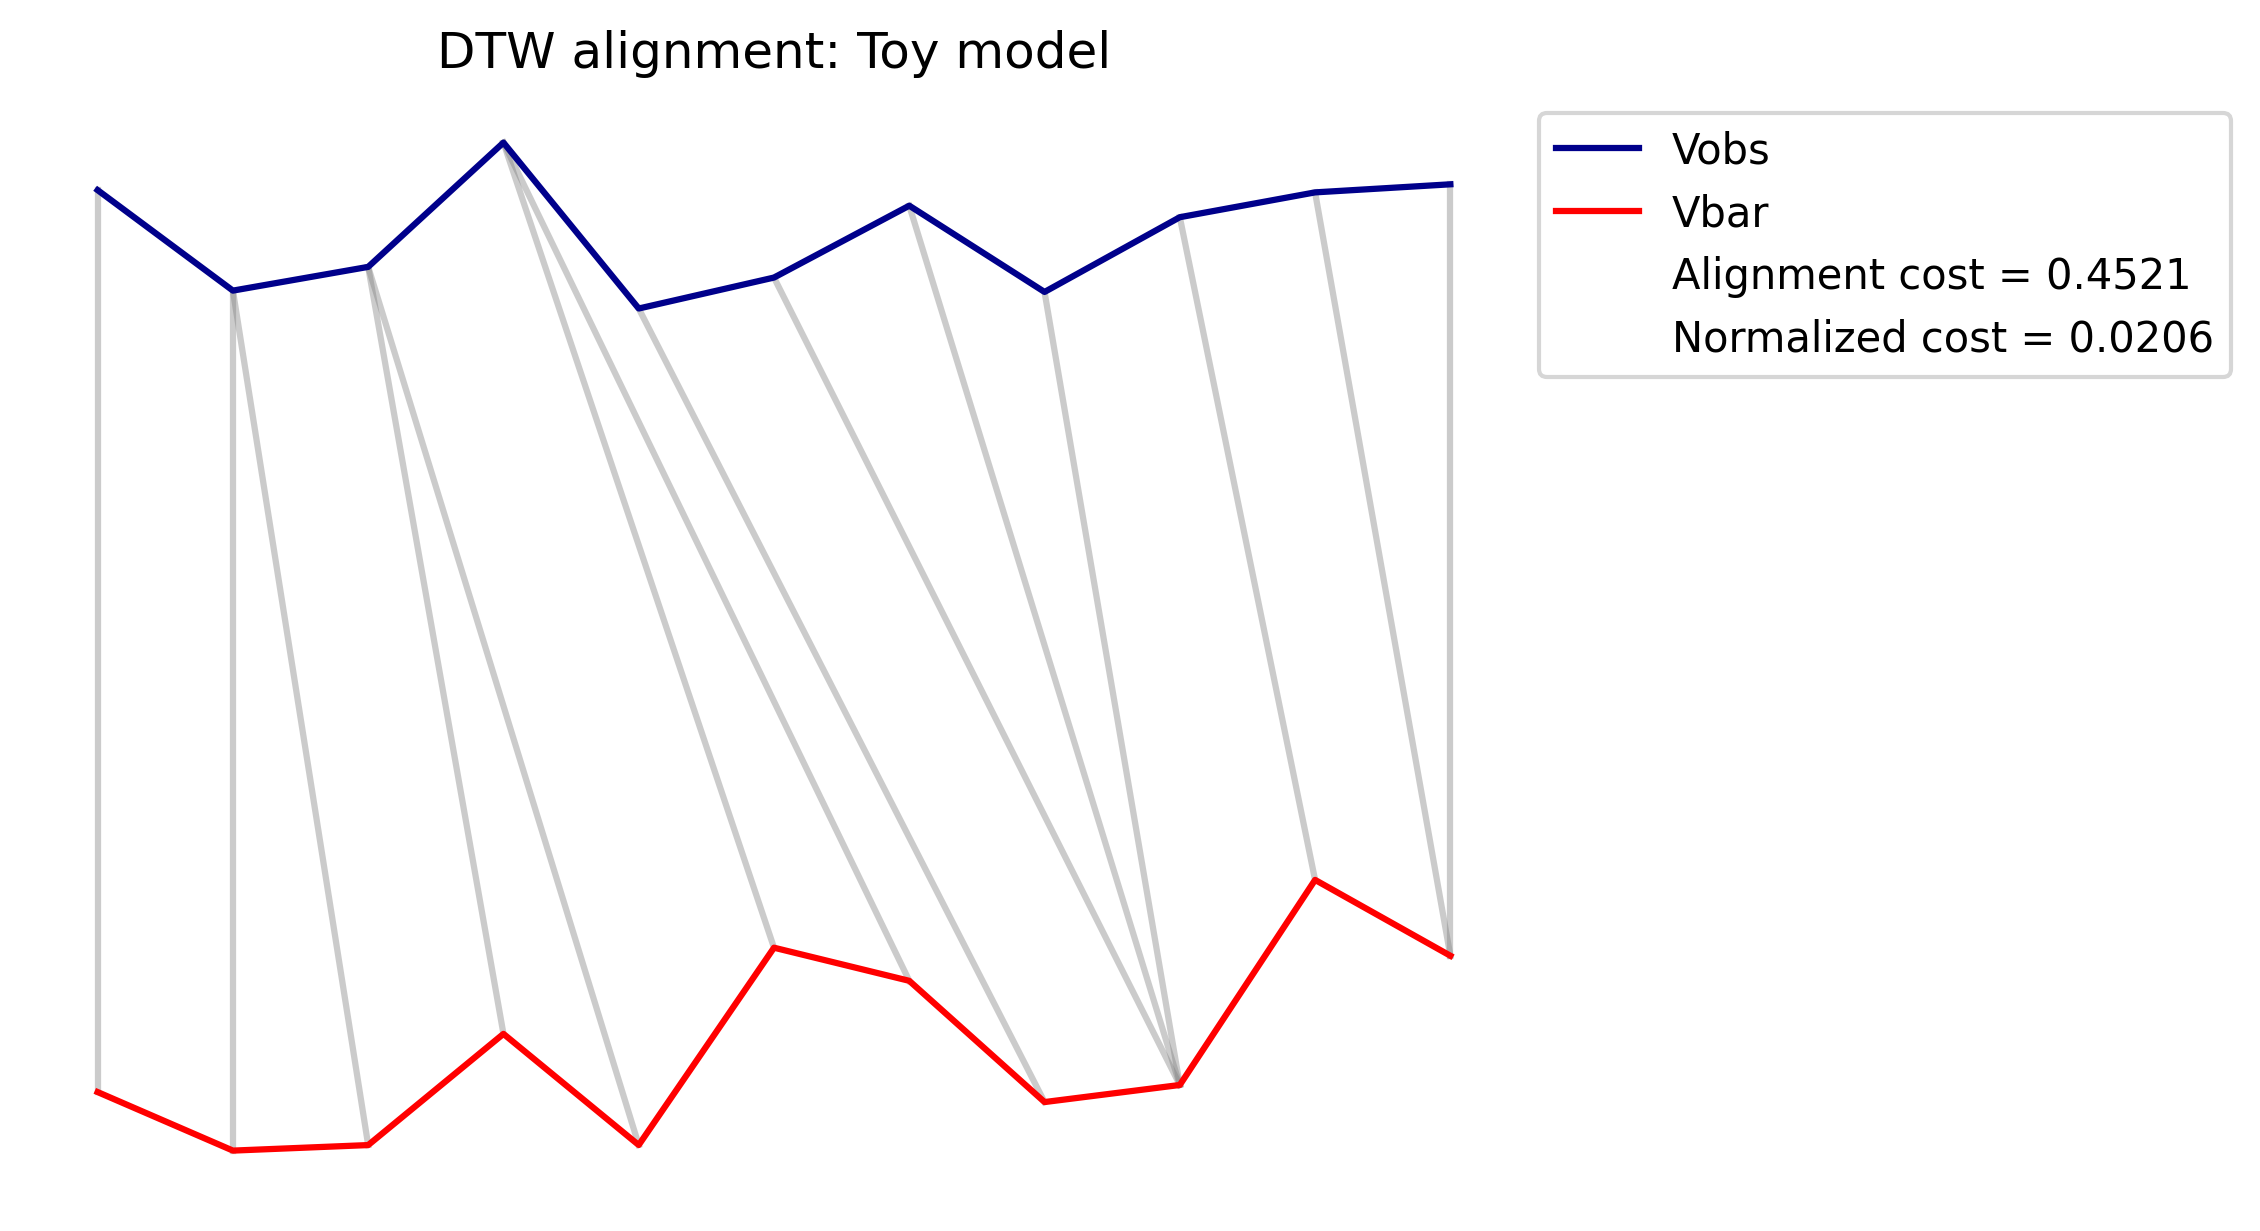 DTW alignment: Toy model
Vobs
Vbar
Alignment cost = 0.4521
Normalized cost = 0.0206